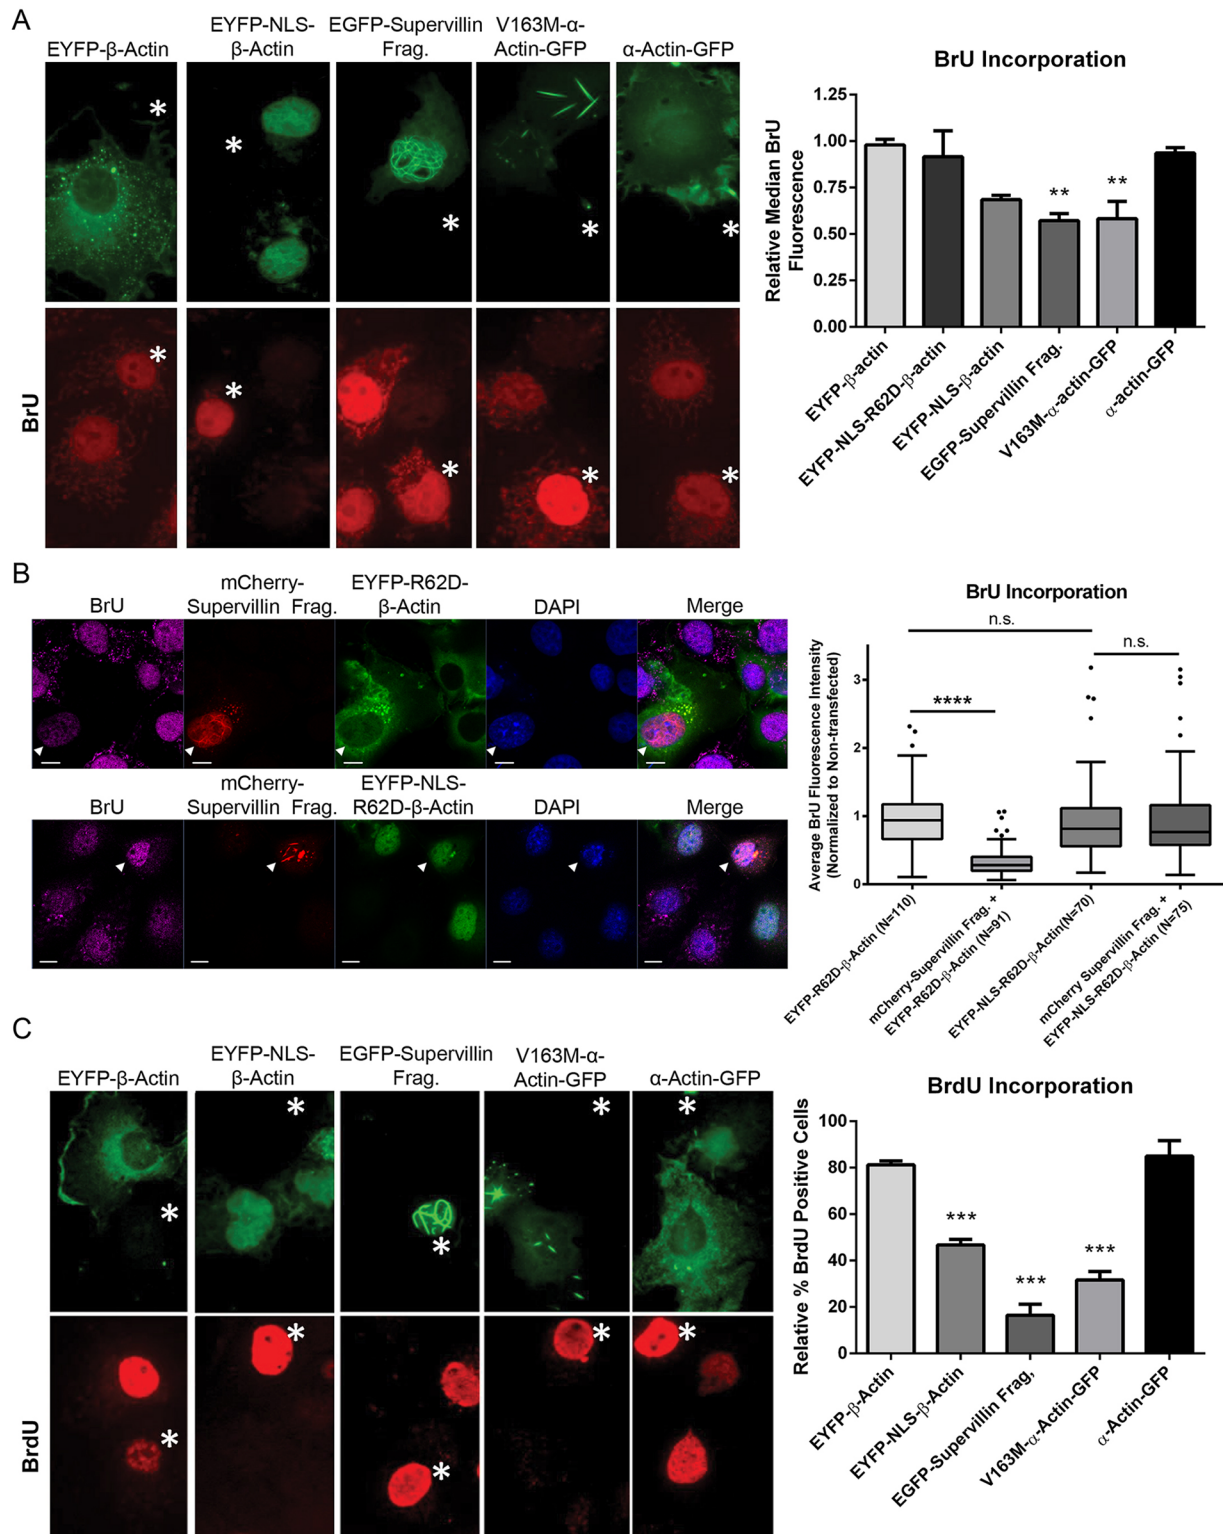 A
EYFP-β-Actin
EYFP-NLS-
β-Actin
EGFP-Supervillin
Frag.
V163M-α-
Actin-GFP
α-Actin-GFP
*
*
*
*
*
BrU
*
*
*
*
*
BrU Incorporation
Relative Median BrU
Fluorescence
1.25
1.00
0.75
0.50
0.25
0.00
**
**
EYFP-β-actin
EYFP-NLS-R62D-β-actin
EYFP-NLS-β-actin
EGFP-Supervillin Frag.
V163M-α-actin-GFP
α-actin-GFP
B
BrU
mCherry-
Supervillin Frag.
EYFP-R62D-
β-Actin
DAPI
Merge
BrU
mCherry-
Supervillin Frag.
EYFP-NLS-
R62D-β-Actin
DAPI
Merge
BrU Incorporation
n.s.
n.s.
****
Average BrU Fluorescence Intensity
(Normalized to Non-transfected)
3
2
1
0
EYFP-R62D-β-Actin (N=110)
mCherry-Supervillin Frag. +
EYFP-R62D-β-Actin (N=91)
EYFP-NLS-R62D-β-Actin(N=70)
mCherry Supervillin Frag. +
EYFP-NLS-R62D-β-Actin (N=75)
C
EYFP-β-Actin
EYFP-NLS-
β-Actin
EGFP-Supervillin
Frag.
V163M-α-
Actin-GFP
α-Actin-GFP
*
*
*
*
*
BrdU
*
*
*
*
*
BrdU Incorporation
Relative % BrdU Positive Cells
100
80
60
40
20
0
***
***
***
EYFP-β-Actin
EYFP-NLS-β-Actin
EGFP-Supervillin Frag,
V163M-α-Actin-GFP
α-Actin-GFP